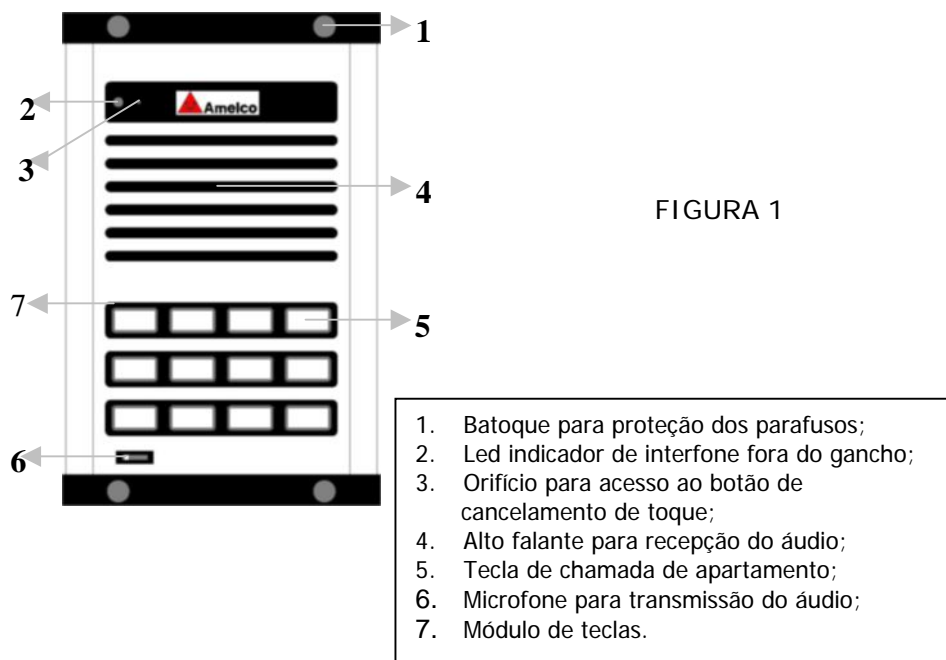 1
Amelco
2
3
4
FIGURA 1
7
5
6
1. Batoque para proteção dos parafusos;
2. Led indicador de interfone fora do gancho;
3. Orifício para acesso ao botão de
cancelamento de toque;
4. Alto falante para recepção do áudio;
5. Tecla de chamada de apartamento;
6. Microfone para transmissão do áudio;
7. Módulo de teclas.